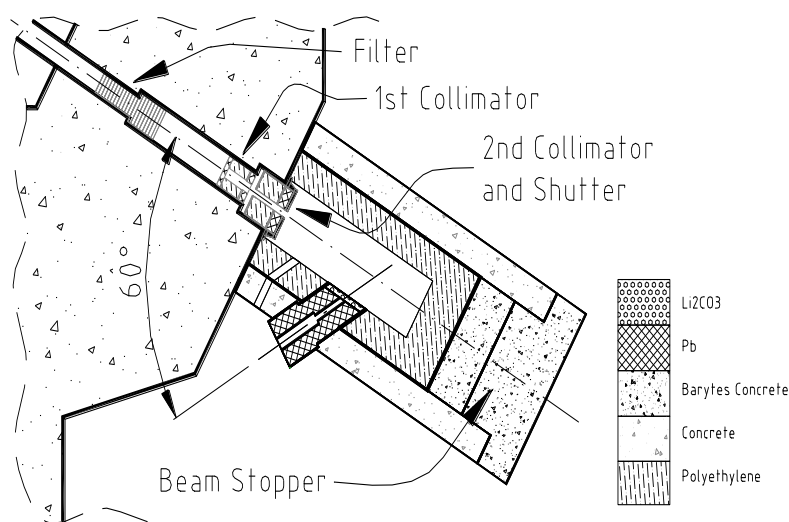 Filter
1st Collimator
2nd Collimator
and Shutter
60°
Li2CO3
Pb
Barytes Concrete
Concrete
Polyethylene
Beam Stopper